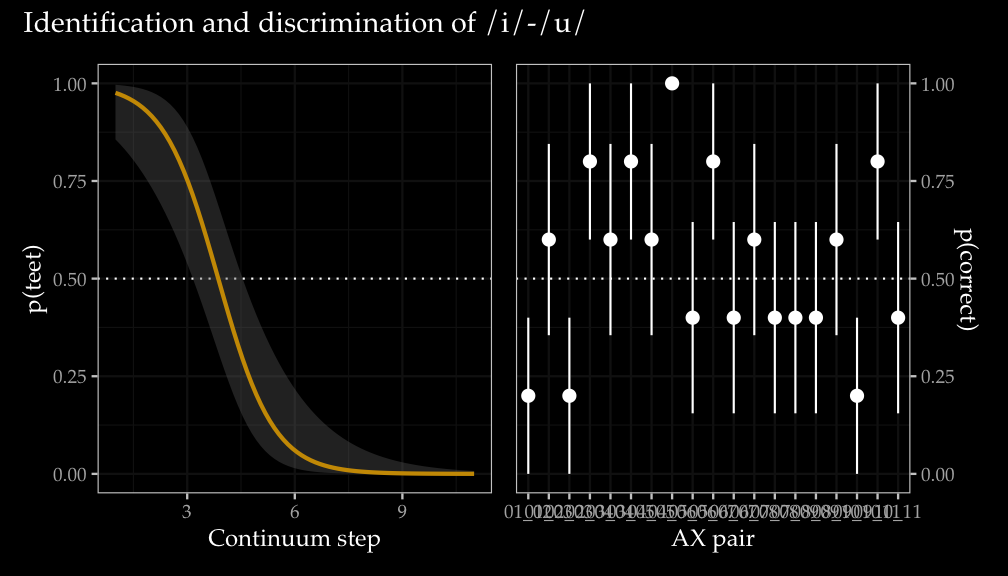 Identification and discrimination of /i/-/u/
p(teet)
1.00
0.75
0.50
0.25
0.00
3 6 9
Continuum step
1.00
0.75
0.50
0.25
0.00
p(correct)
AX pair